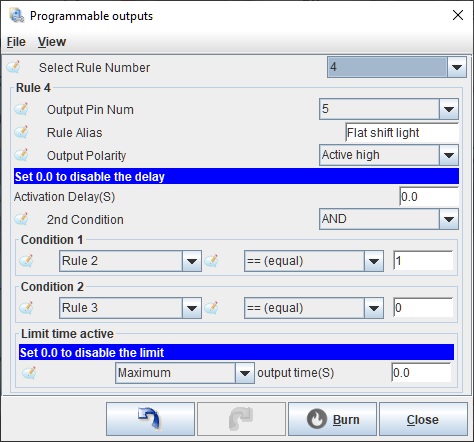 Programmable outputs
File View
Select Rule Number 4
Rule 4
Output Pin Num 5
Rule Alias Flat shift light
Output Polarity Active high
Set 0.0 to disable the delay
Activation Delay(S) 0.0
2nd Condition AND
Condition 1
Rule 2 == (equal) 1
Condition 2
Rule 3 == (equal) 0
Limit time active
Set 0.0 to disable the limit
Maximum output time(S) 0.0
Burn Close